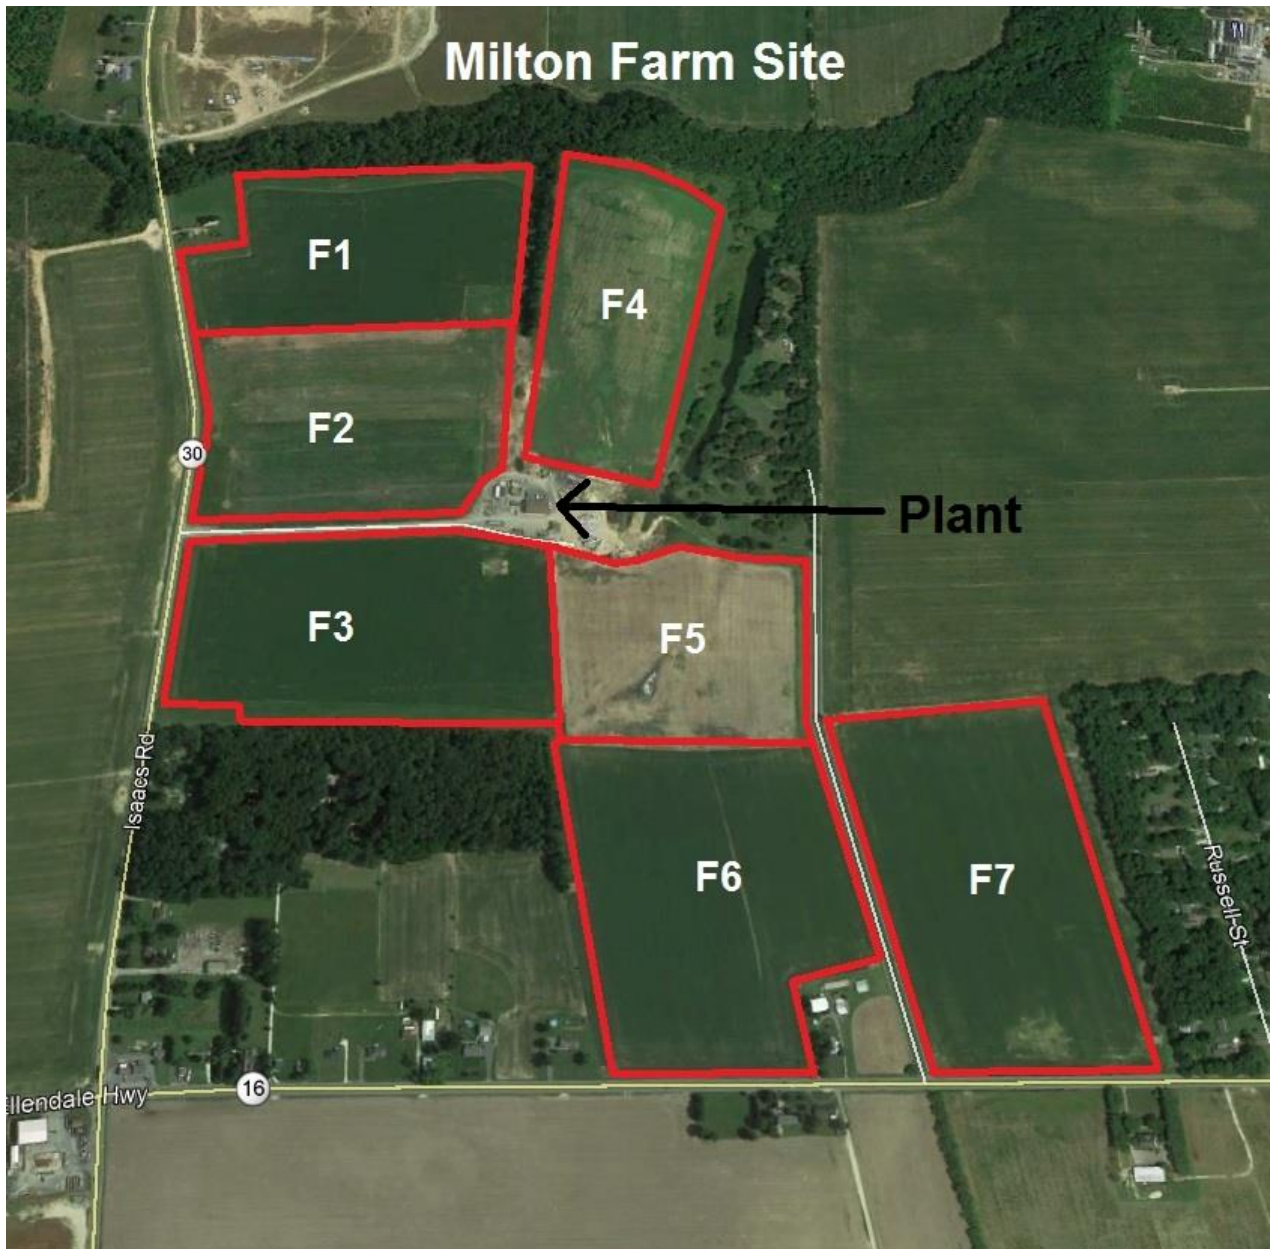 Milton Farm Site
F1
F4
F2
30
Plant
F3
F5
Isaacs-Rd
F6
F7
Russell-St
16
Ellendale Hwy